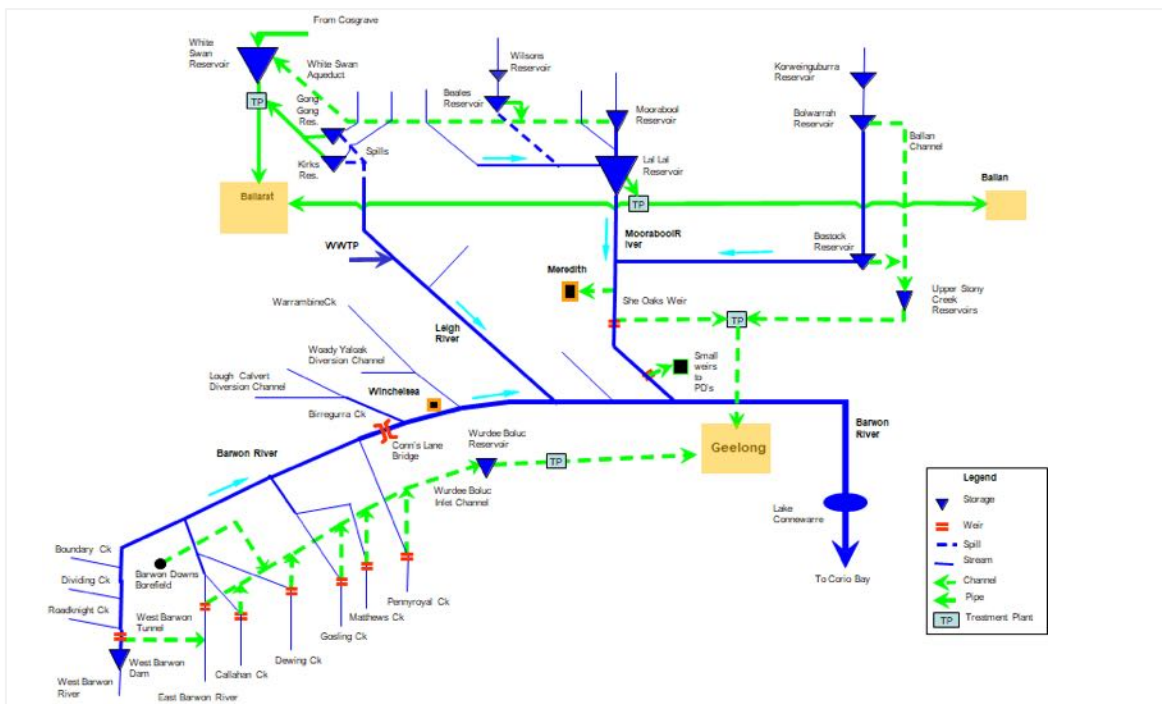 From Cosgrave
White
Swan
Reservoir
White Swan
Aqueduct
Wilsons
Reservoir
Korweinguburra
Reservoir
TP
Gong
Gong
Res.
Beales
Reservoir
Moorabool
Reservoir
Bolwarrah
Reservoir
Ballan
Channel
Spills
Kirks
Res.
Lal Lal
Reservoir
Ballarat
TP
Ballan
WWTP
MooraboolR
iver
Bostock
Reservoir
Meredith
Upper Stony
Creek
Reservoirs
WarrambineCk
She Oaks Weir
TP
Leigh
River
Woady Yaloak
Diversion Channel
Small
weirs
to
PD's
Lough Calvert
Diversion Channel
Winchelsea
Birregurra Ck
Barwon
River
Wurdee Boluc
Reservoir
Geelong
Conn's Lane
Bridge
Barwon River
TP
Wurdee Boluc
Inlet Channel
Legend
Storage
Weir
Spill
Stream
Channel
Pipe
TP
Treatment Plant
Lake
Connewarre
Boundary Ck
Barwon Downs
Borefield
Dividing Ck
To Corio Bay
Roadknight Ck
Pennyroyal Ck
West Barwon
Tunnel
Matthews Ck
Gosling Ck
West Barwon
Dam
Dewing Ck
Callahan Ck
West Barwon
River
East Barwon River